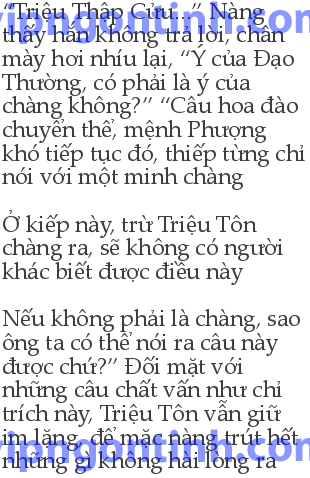 “Triệu Thập Cửu...” Nàng
thấy hắn không trả lời, chân
mày hơi nhíu lại, “Ý của Đạo
Thường, có phải là ý của
chàng không?” “Câu hoa đào
chuyển thế, mệnh Phượng
khó tiếp tục đó, thiếp từng chỉ
nói với một mình chàng
Ở kiếp này, trừ Triệu Tôn
chàng ra, sẽ không có người
khác biết được điều này
Nếu không phải là chàng, sao
ông ta có thể nói ra câu này
được chứ?” Đối mặt với
những câu chất vấn như chỉ
trích này, Triệu Tôn vẫn giữ
im lặng, để mặc nàng trút hết
những gì không hài lòng ra
vipngontinh.com
vipngontinh.com